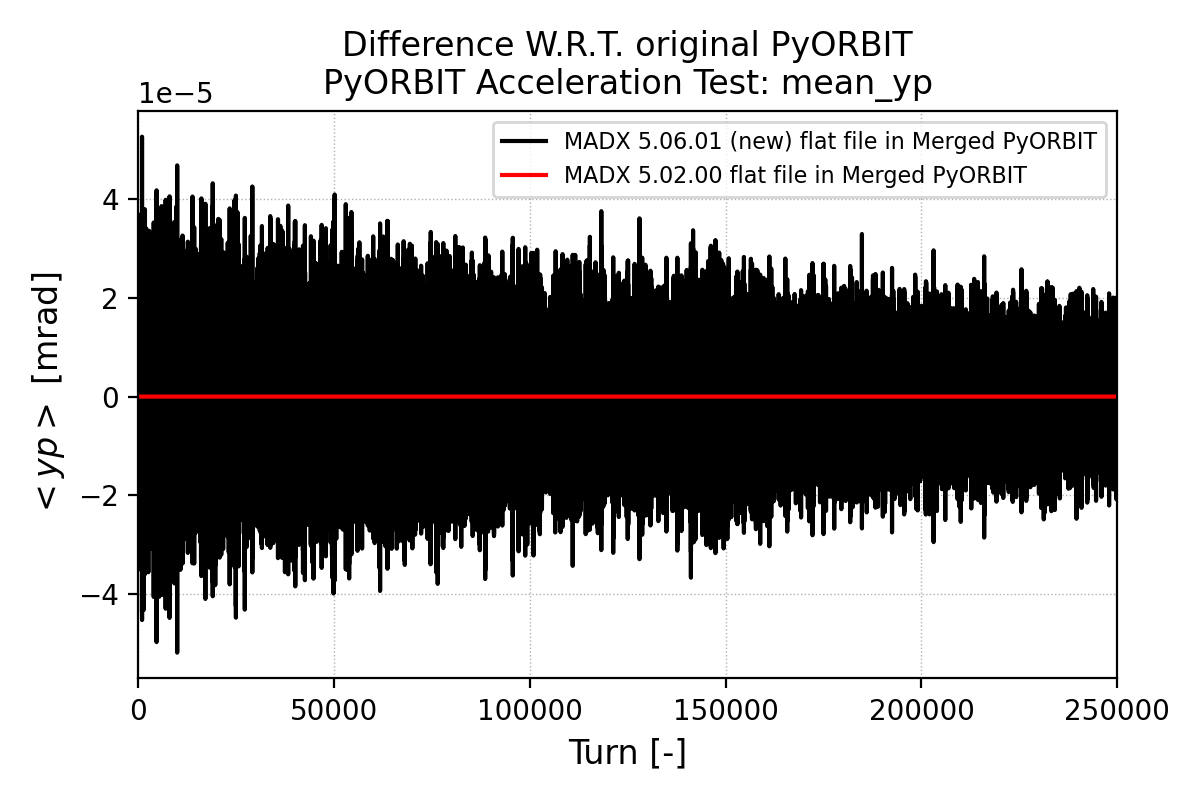 Difference W.R.T. original PyORBIT
PyORBIT Acceleration Test: mean_yp
1e−5
MADX 5.06.01 (new) flat file in Merged PyORBIT
MADX 5.02.00 flat file in Merged PyORBIT
4
2
0
−2
−4
< yp > [mrad]
0 50000 100000 150000 200000 250000
Turn [-]